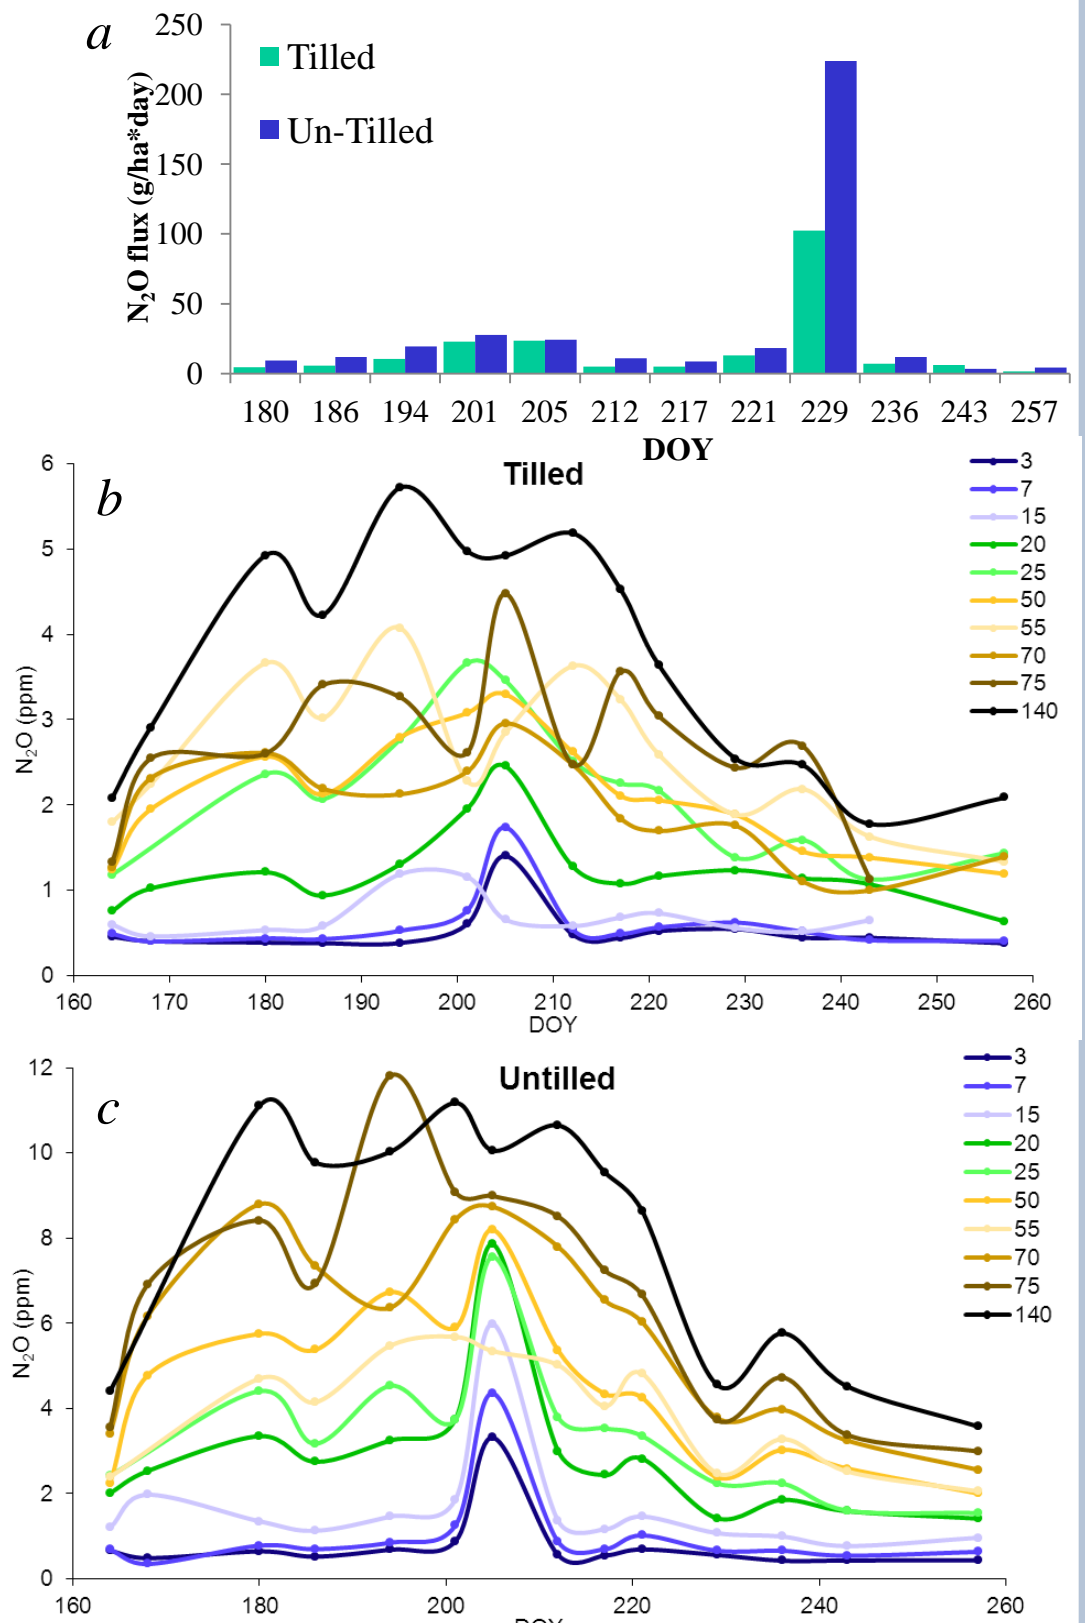 a
250
200
150
100
50
0
N₂O flux (g/ha*day)
Tilled
Un-Tilled
180 186 194 201 205 212 217 221 229 236 243 257
DOY
b
Tilled
6
5
4
3
2
1
0
N₂O (ppm)
160 170 180 190 200 210 220 230 240 250 260
DOY
3
7
15
20
25
50
55
70
75
140
c
Untilled
12
10
8
6
4
2
0
N₂O (ppm)
160 180 200 220 240 260
DOY
3
7
15
20
25
50
55
70
75
140